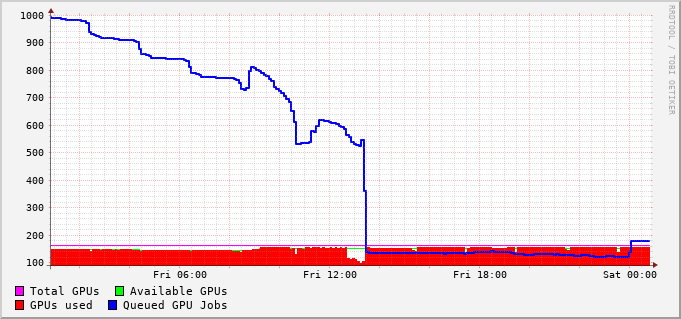 1000
900
800
700
600
500
400
300
200
100
Fri 06:00 Fri 12:00 Fri 18:00 Sat 00:00
Total GPUs Available GPUs
GPUs used Queued GPU Jobs
RRDTOOL / TOBI OETIKER